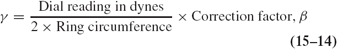 γ = Dial reading in dynes / 2 × Ring circumference × Correction factor, β
(15–14)